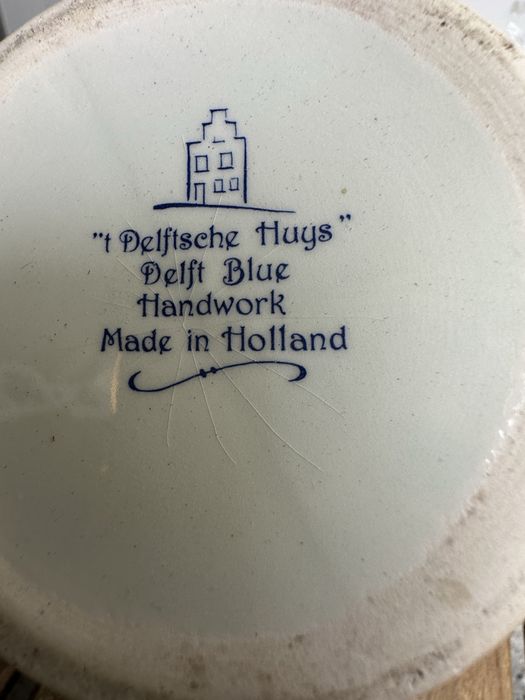 "t Delftsche Huys"
Delft Blue
Handwork
Made in Holland